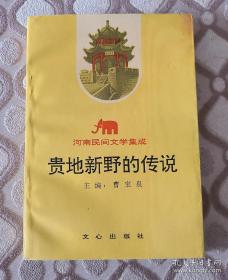 河南民间文学集成
贵地新野的传说
主编：曹宝泉
文心出版社